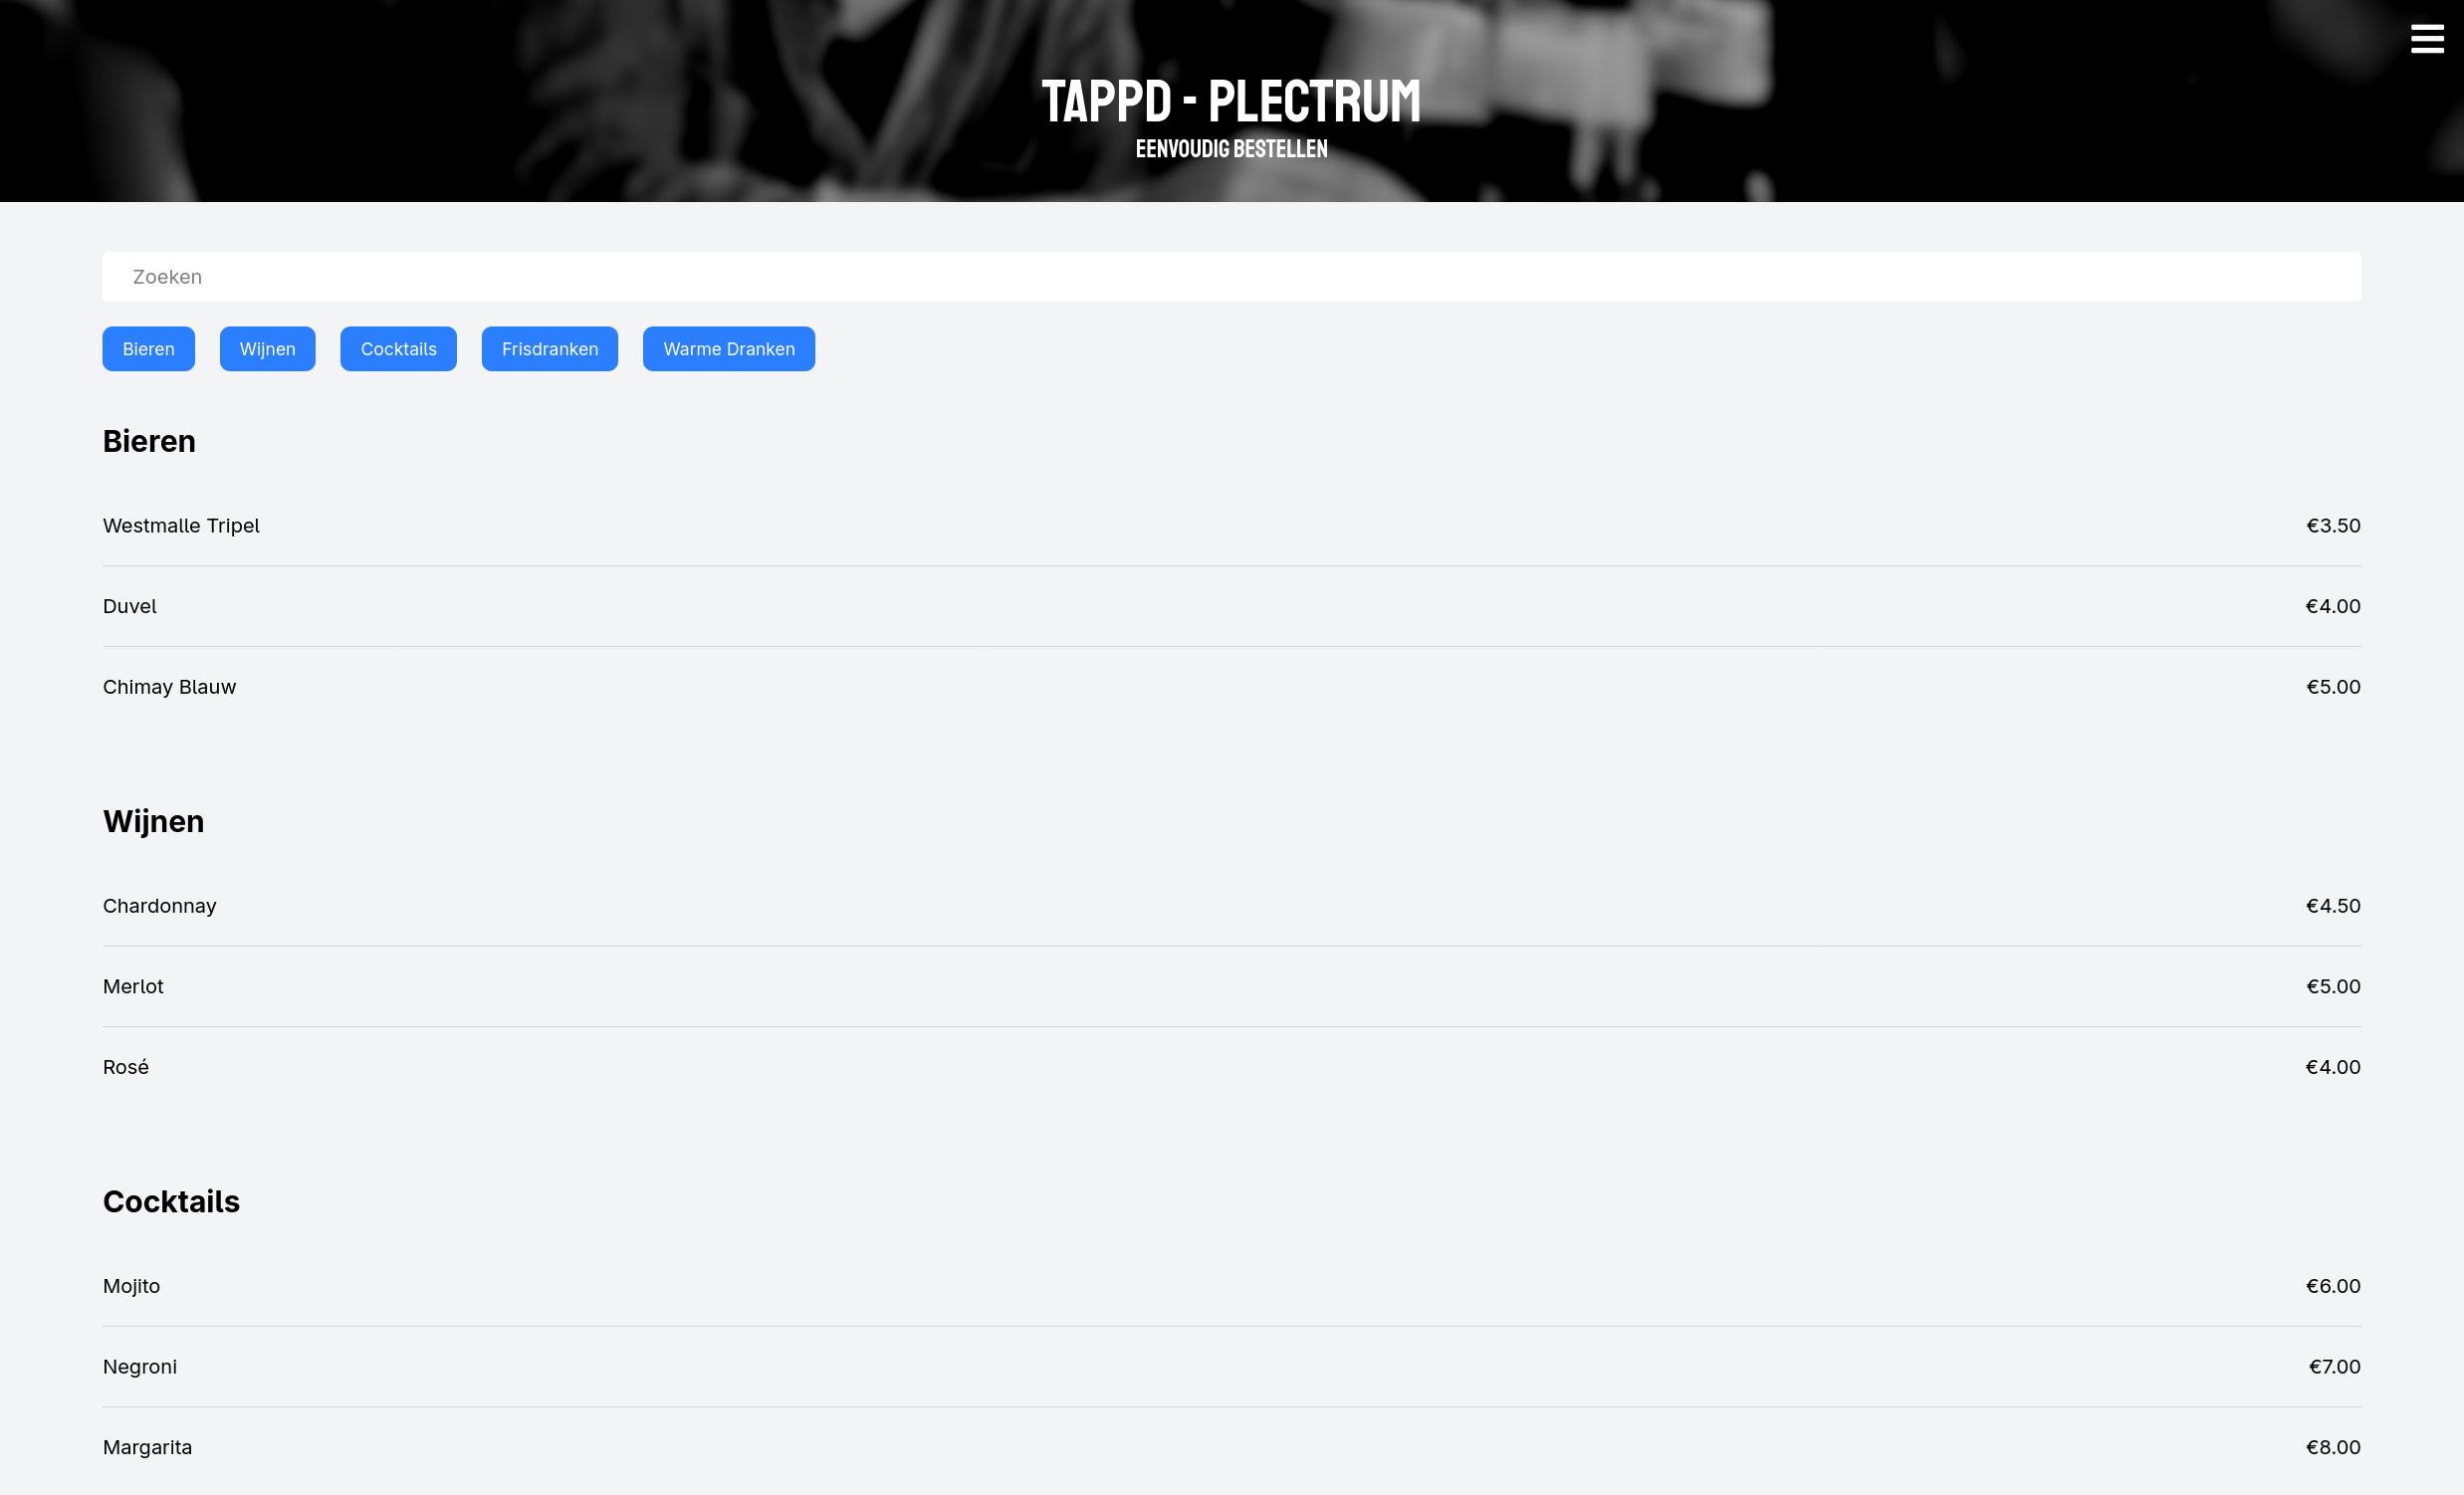 TAPPD - PLECTRUM
EENVOUDIG BESTELLEN
Zoeken
Bieren Wijnen Cocktails Frisdranken Warme Dranken
Bieren
Westmalle Tripel €3.50
Duvel €4.00
Chimay Blauw €5.00
Wijnen
Chardonnay €4.50
Merlot €5.00
Rosé €4.00
Cocktails
Mojito €6.00
Negroni €7.00
Margarita €8.00